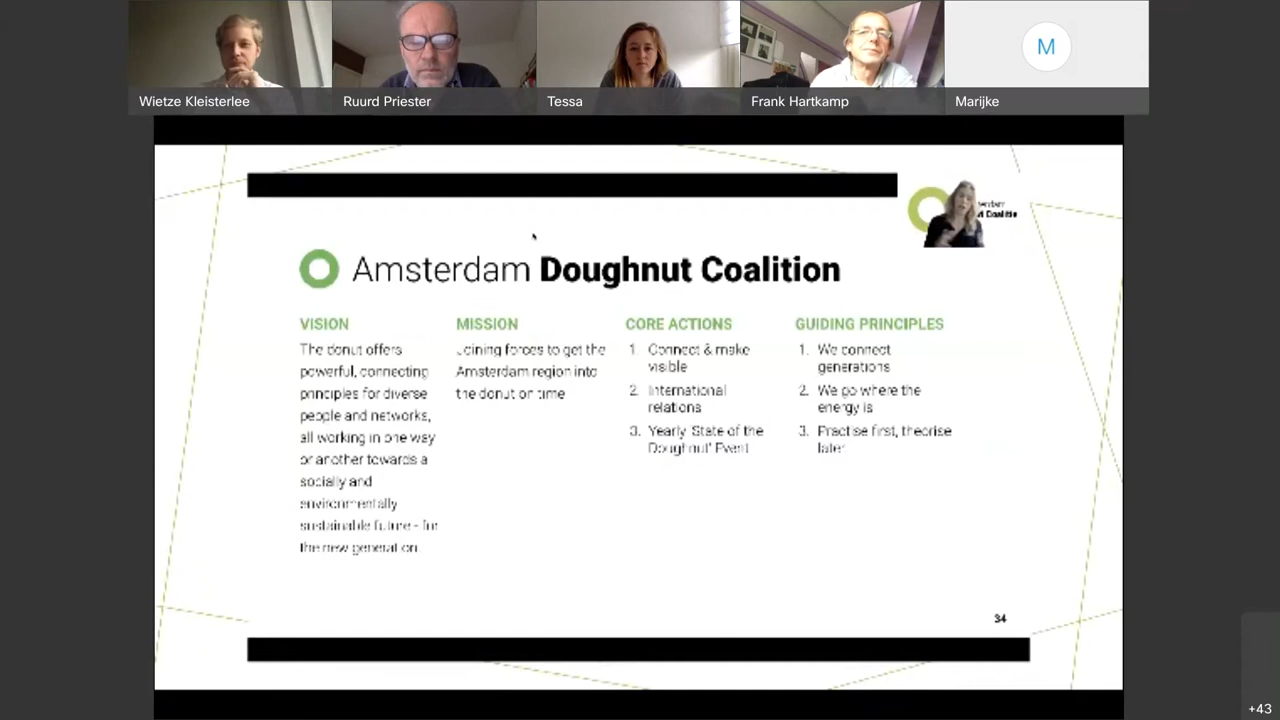 Wietze Kleisterlee
Ruurd Priester
Tessa
Frank Hartkamp
M
Marijke
Amsterdam Doughnut Coalition
VISION
The donut offers
powerful, connecting
principles for diverse
people and networks,
all working in one way
or another towards a
socially and
environmentally
sustainable future - for
the new generation.
MISSION
Joining forces to get the
Amsterdam region into
the donut on time
CORE ACTIONS
1. Connect & make
visible
2. International
relations
3. Yearly 'State of the
Doughnut' Event
GUIDING PRINCIPLES
1. We connect
generations
2. We go where the
energy is
3. Practise first, theorise
later
34
+43